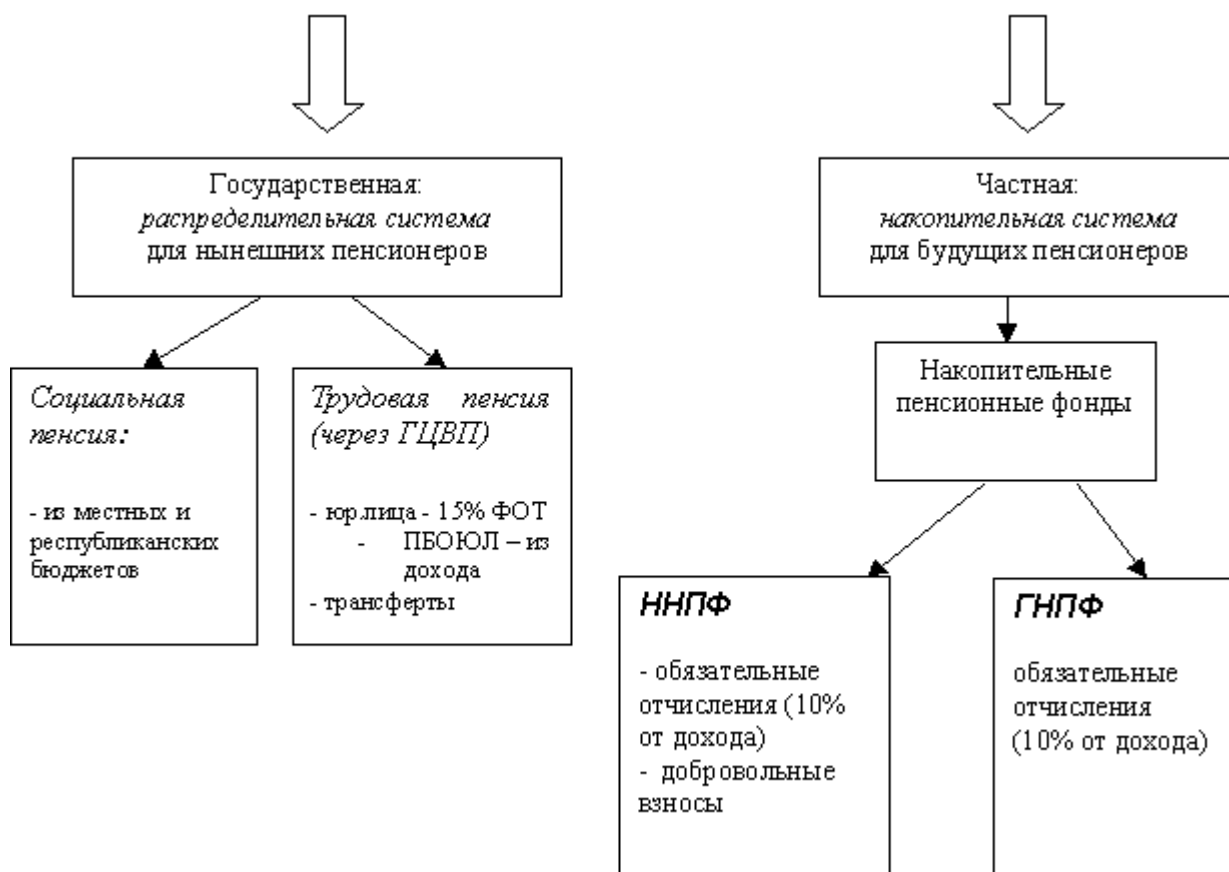 Государственная:
распределительная система
для нынешних пенсионеров
Частная:
накопительная система
для будущих пенсионеров
Социальная
пенсия:
- из местных и
республиканских
бюджетов
Трудовая пенсия
(через ГЦВП)
- юр.лица - 15% ФОТ
- ПБОЮЛ – из
дохода
- трансферты
Накопительные
пенсионные фонды
ННПФ
- обязательные
отчисления (10%
от дохода)
- добровольные
взносы
ГНПФ
обязательные
отчисления
(10% от дохода)